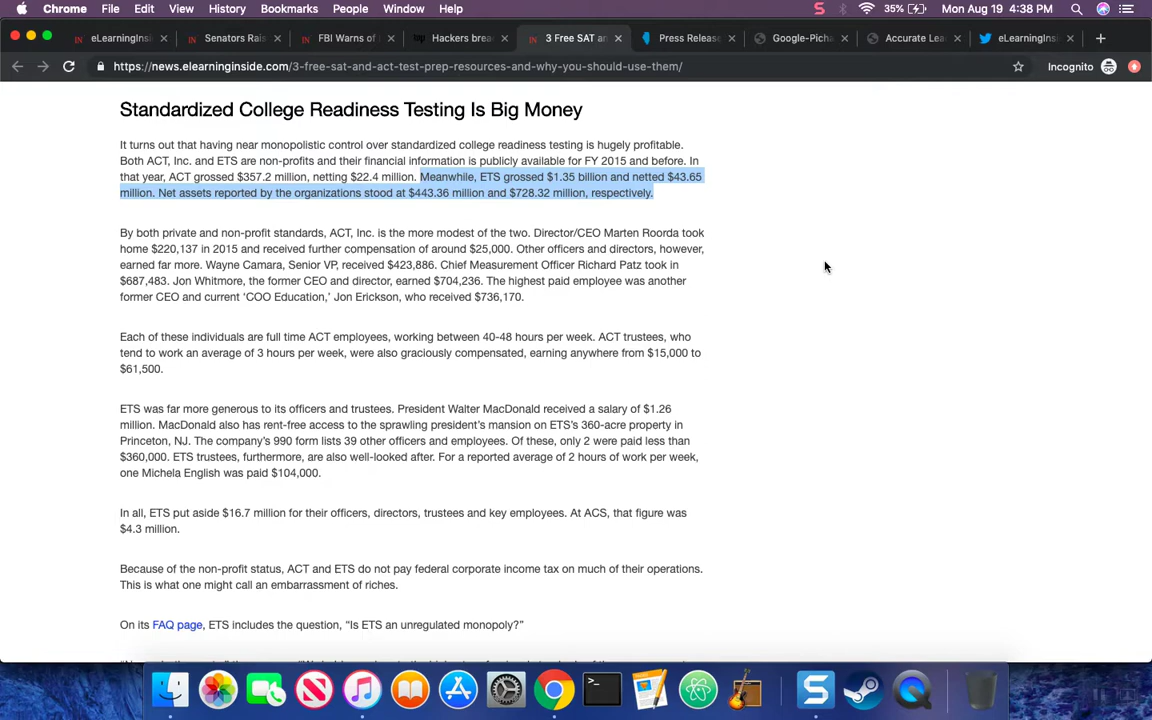 Chrome File Edit View History Bookmarks People Window Help 35% Mon Aug 19 4:38 PM
eLearningInsi Senators Rais FBI Warns of Hackers brea 3 Free SAT an Press Releas Google-Picha Accurate Lea eLearningIns
https://news.elearninginside.com/3-free-sat-and-act-test-prep-resources-and-why-you-should-use-them/ Incognito
Standardized College Readiness Testing Is Big Money
It turns out that having near monopolistic control over standardized college readiness testing is hugely profitable.
Both ACT, Inc. and ETS are non-profits and their financial information is publicly available for FY 2015 and before. In
that year, ACT grossed $357.2 million, netting $22.4 million. Meanwhile, ETS grossed $1.35 billion and netted $43.65
million. Net assets reported by the organizations stood at $443.36 million and $728.32 million, respectively.
By both private and non-profit standards, ACT, Inc. is the more modest of the two. Director/CEO Marten Roorda took
home $220,137 in 2015 and received further compensation of around $25,000. Other officers and directors, however,
earned far more. Wayne Camara, Senior VP, received $423,886. Chief Measurement Officer Richard Patz took in
$687,483. Jon Whitmore, the former CEO and director, earned $704,236. The highest paid employee was another
former CEO and current ‘COO Education,’ Jon Erickson, who received $736,170.
Each of these individuals are full time ACT employees, working between 40-48 hours per week. ACT trustees, who
tend to work an average of 3 hours per week, were also graciously compensated, earning anywhere from $15,000 to
$61,500.
ETS was far more generous to its officers and trustees. President Walter MacDonald received a salary of $1.26
million. MacDonald also has rent-free access to the sprawling president’s mansion on ETS’s 360-acre property in
Princeton, NJ. The company’s 990 form lists 39 other officers and employees. Of these, only 2 were paid less than
$360,000. ETS trustees, furthermore, are also well-looked after. For a reported average of 2 hours of work per week,
one Michela English was paid $104,000.
In all, ETS put aside $16.7 million for their officers, directors, trustees and key employees. At ACS, that figure was
$4.3 million.
Because of the non-profit status, ACT and ETS do not pay federal corporate income tax on much of their operations.
This is what one might call an embarrassment of riches.
On its FAQ page, ETS includes the question, “Is ETS an unregulated monopoly?”